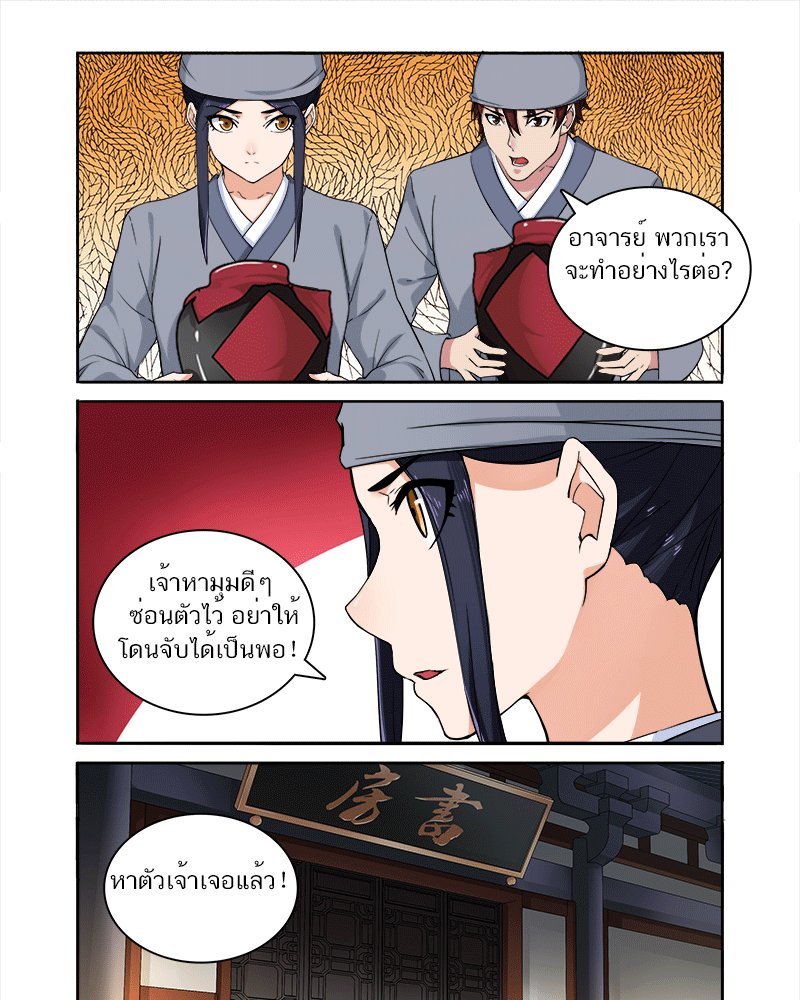 อาจารย์ พวกเรา
จะทำอย่างไรต่อ?
เจ้าหามุมดีๆ
ซ่อนตัวไว้ อย่าให้
โดนจับได้เป็นพอ!
書房
หาตัวเจ้าเจอแล้ว!